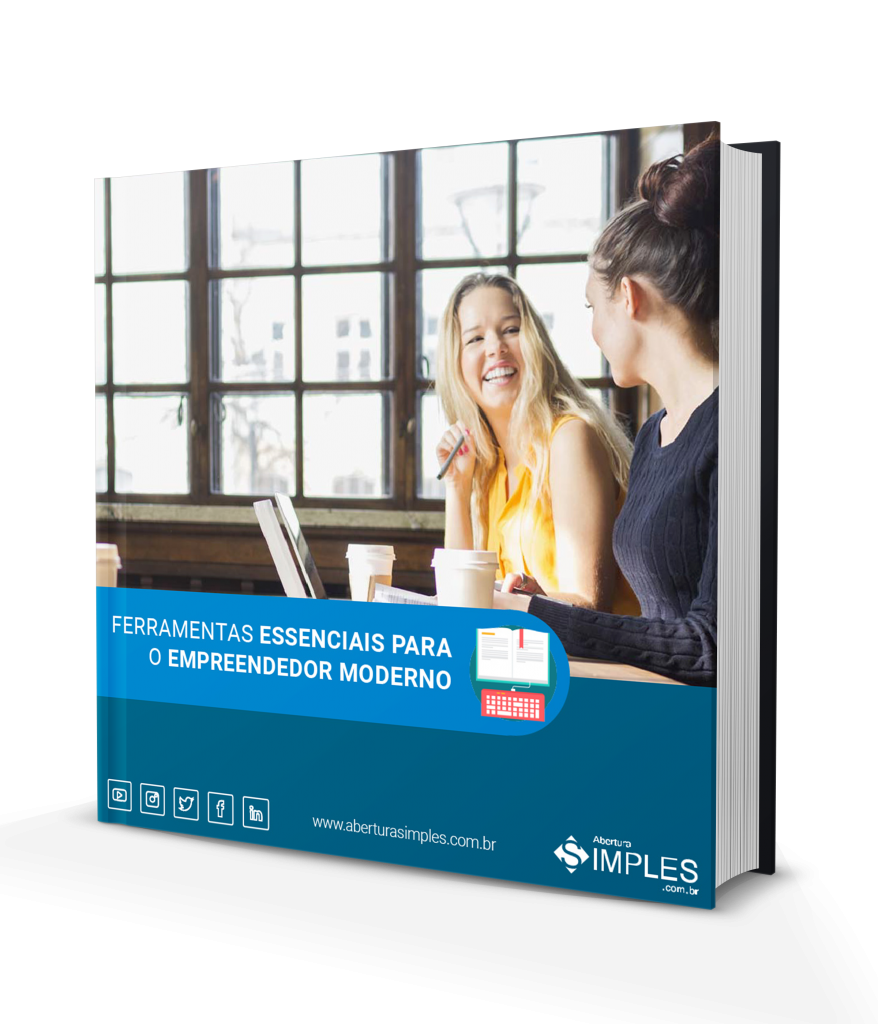 FERRAMENTAS ESSENCIAIS PARA
O EMPREENDEDOR MODERNO
www.aberturasimples.com.br
Abertura
SIMPLES
.com.br